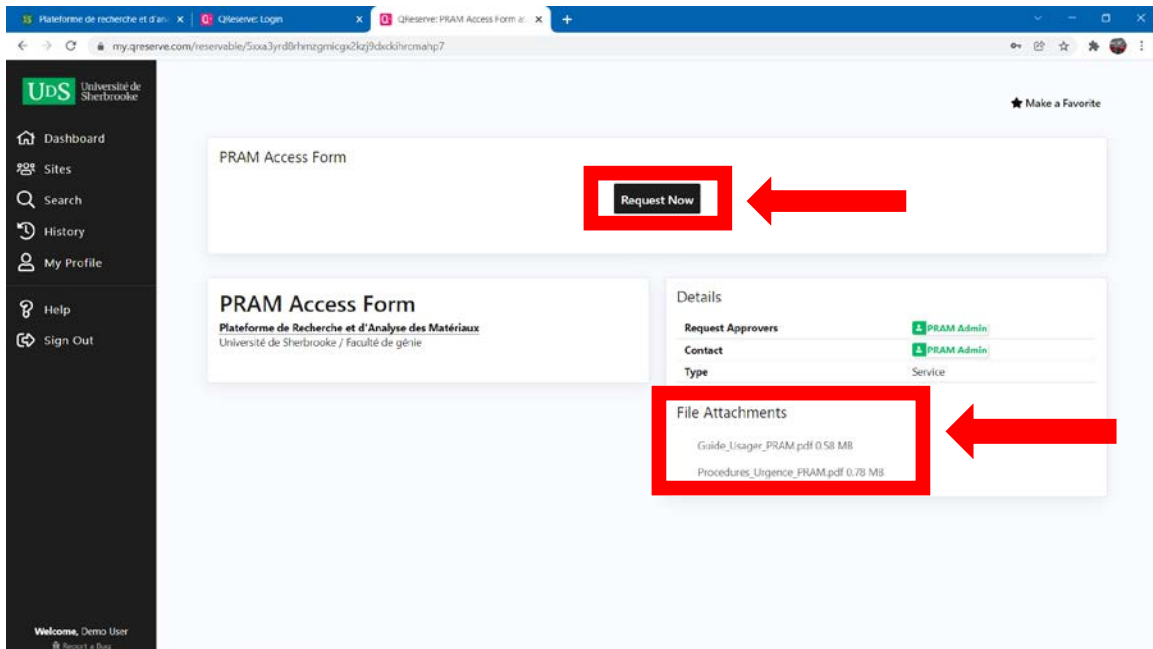 Plateforme de recherche et d'an
QReserve: Login
QReserve: PRAM Access Form a
my.qreserve.com/reservable/
UDS Université de
Sherbrooke
Make a Favorite
Dashboard
Sites
Search
History
My Profile
Help
Sign Out
PRAM Access Form
Request Now
PRAM Access Form
Plateforme de Recherche et d'Analyse des Matériaux
Université de Sherbrooke / Faculté de génie
Details
Request Approvers PRAM Admin
Contact PRAM Admin
Type Service
File Attachments
Guide_Usager_PRAM.pdf 0.58 MB
Procedures_Urgence_PRAM.pdf 0.78 MB
Welcome, Demo User
Report a Bug